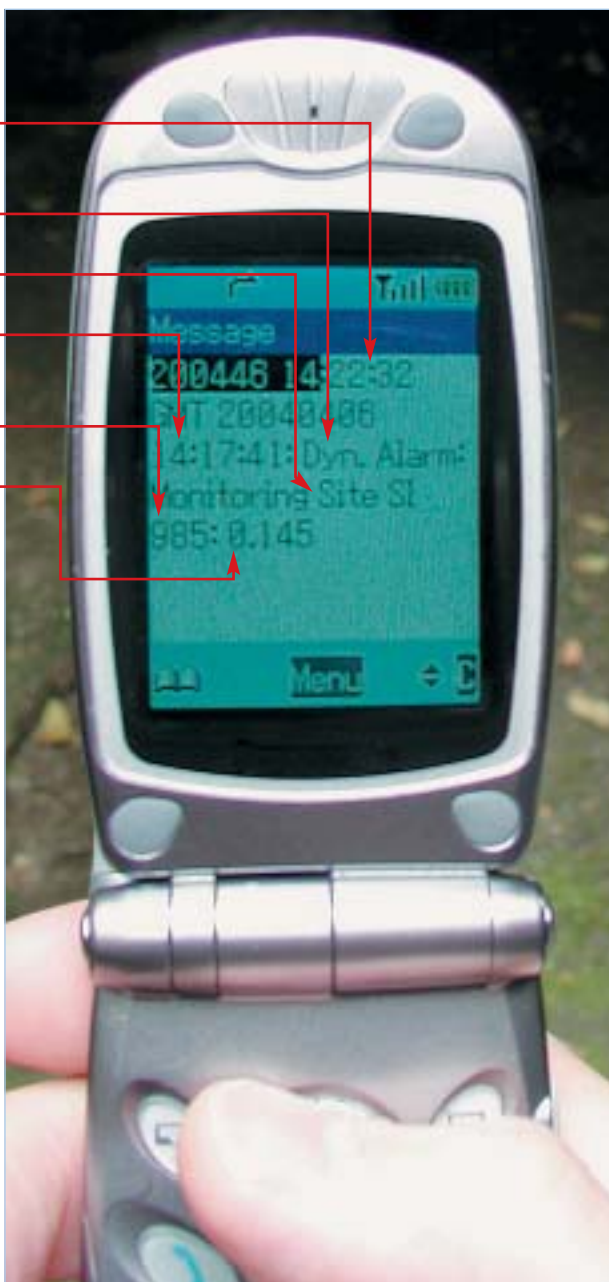 Message
200446 14:22:32
GMT 20040406
14:17:41: Dyn. Alarm:
Monitoring Site SI
985: 0.145
Menu
C